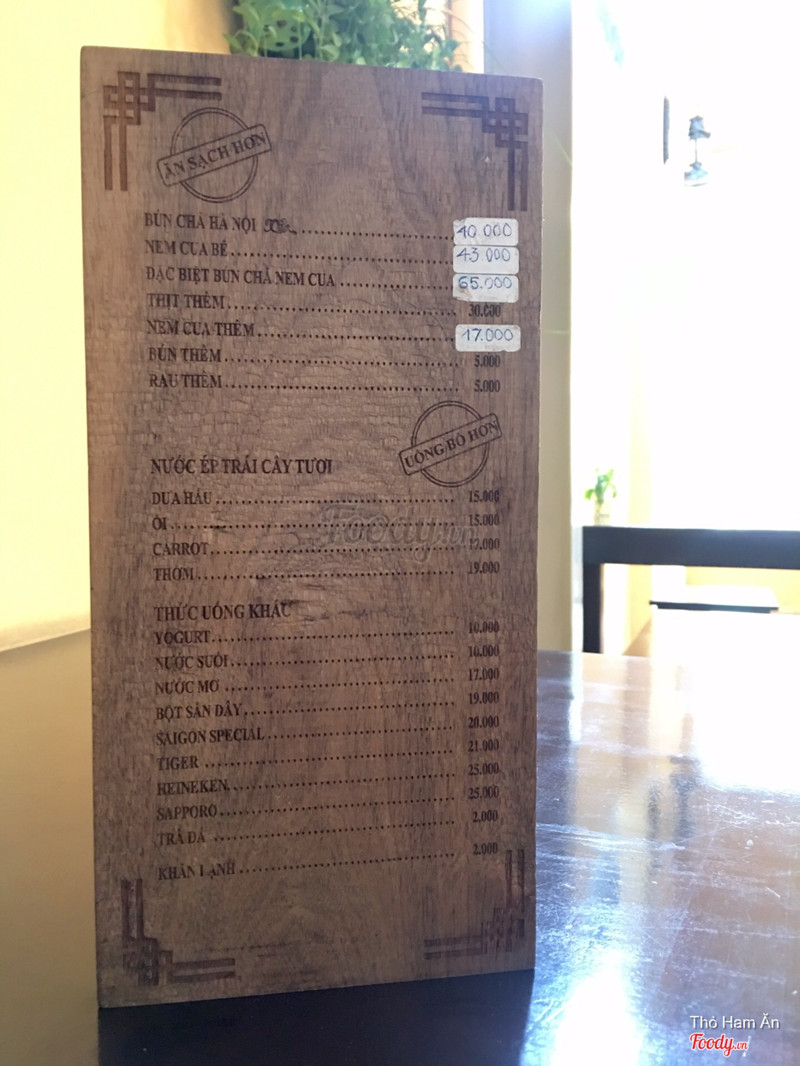 ĂN SẠCH HƠN
BÚN CHẢ HÀ NỘI .......... 40.000
NEM CUA BỂ .......... 43.000
ĐẶC BIỆT BÚN CHẢ NEM CUA .......... 65.000
THỊT THÊM .......... 30.000
NEM CUA THÊM .......... 17.000
BÚN THÊM .......... 5.000
RAU THÊM .......... 5.000
UỐNG BỔ HƠN
NƯỚC ÉP TRÁI CÂY TƯƠI
DƯA HẤU .......... 15.000
ỔI .......... 15.000
CARROT .......... 17.000
THƠM .......... 19.000
Foody.vn
THỨC UỐNG KHÁC
YOGURT .......... 10.000
NƯỚC SUỐI .......... 10.000
NƯỚC MƠ .......... 17.000
BỘT SẮN DÂY .......... 19.000
SAIGON SPECIAL .......... 20.000
TIGER .......... 21.000
HEINEKEN .......... 25.000
SAPPORO .......... 25.000
TRÀ ĐÁ .......... 2.000
KHĂN LẠNH .......... 2.000
Thỏ Ham Ăn
Foody.vn